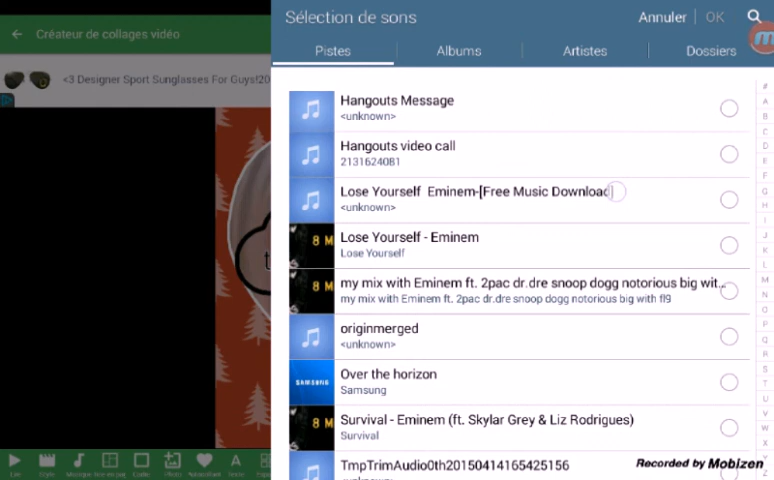 Créateur de collages vidéo
<3 Designer Sport Sunglasses For Guys!20
Sélection de sons
Annuler
OK
Pistes
Albums
Artistes
Dossiers
Hangouts Message
<unknown>
Hangouts video call
2131624081
Lose Yourself Eminem-[Free Music Download]
<unknown>
8 M
Lose Yourself - Eminem
Lose Yourself
8 M
my mix with Eminem ft. 2pac dr.dre snoop dogg notorious big wit...
my mix with Eminem ft. 2pac dr.dre snoop dogg notorious big with fl9
originmerged
<unknown>
SAMSUNG
Over the horizon
Samsung
8 M
Survival - Eminem (ft. Skylar Grey & Liz Rodrigues)
Survival
TmpTrimAudio0th20150414165425156
#
A
B
C
D
E
F
G
H
I
J
K
L
M
N
O
P
Q
R
S
T
U
V
W
X
Y
Z
Musique
Cadre
Photo
Recorded by Mobizen